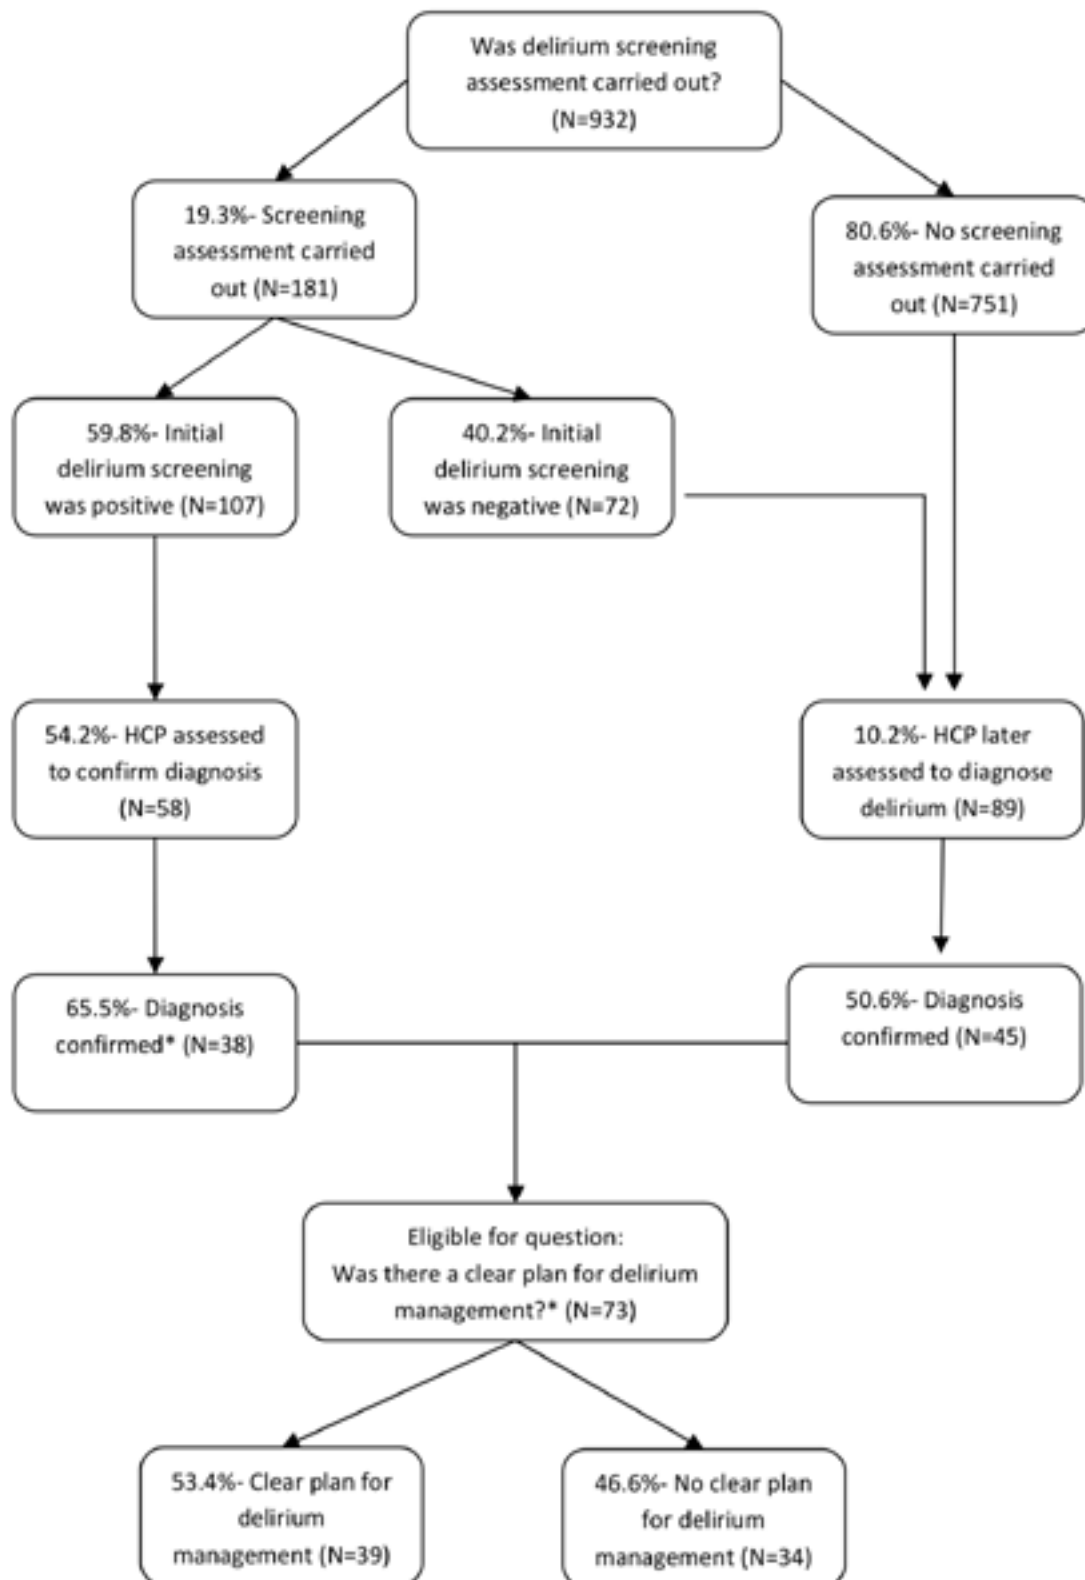 Was delirium screening
assessment carried out?
(N=932)
19.3%- Screening
assessment carried
out (N=181)
80.6%- No screening
assessment carried
out (N=751)
59.8%- Initial
delirium screening
was positive (N=107)
40.2%- Initial
delirium screening
was negative (N=72)
54.2%- HCP assessed
to confirm diagnosis
(N=58)
10.2%- HCP later
assessed to diagnose
delirium (N=89)
65.5%- Diagnosis
confirmed* (N=38)
50.6%- Diagnosis
confirmed (N=45)
Eligible for question:
Was there a clear plan for delirium
management?* (N=73)
53.4%- Clear plan for
delirium
management (N=39)
46.6%- No clear plan
for delirium
management (N=34)